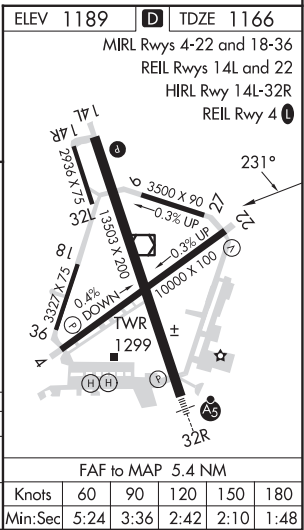 ELEV 1189 D TDZE 1166
MIRL Rwys 4-22 and 18-36
REIL Rwys 14L and 22
HIRL Rwy 14L-32R
REIL Rwy 4 L
14L
14R
P
2936 X 75
32L
231°
9
3500 X 90
27
0.3% UP
22
13503 X 200
V
18
3327 X 75
0.3% UP
10000 X 100
0.4%
DOWN
P
36
4
TWR
1299
±
H H
P
A5
32R
FAF to MAP 5.4 NM
Knots 60 90 120 150 180
Min:Sec 5:24 3:36 2:42 2:10 1:48